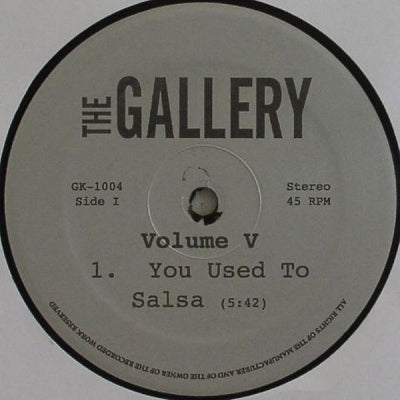 THE GALLERY
GK-1004 Stereo
Side I 45 RPM
Volume V
1. You Used To
Salsa (5:42)
ALL RIGHTS OF THE MANUFACTURER AND OF THE OWNER OF THE RECORDED WORK RESERVED